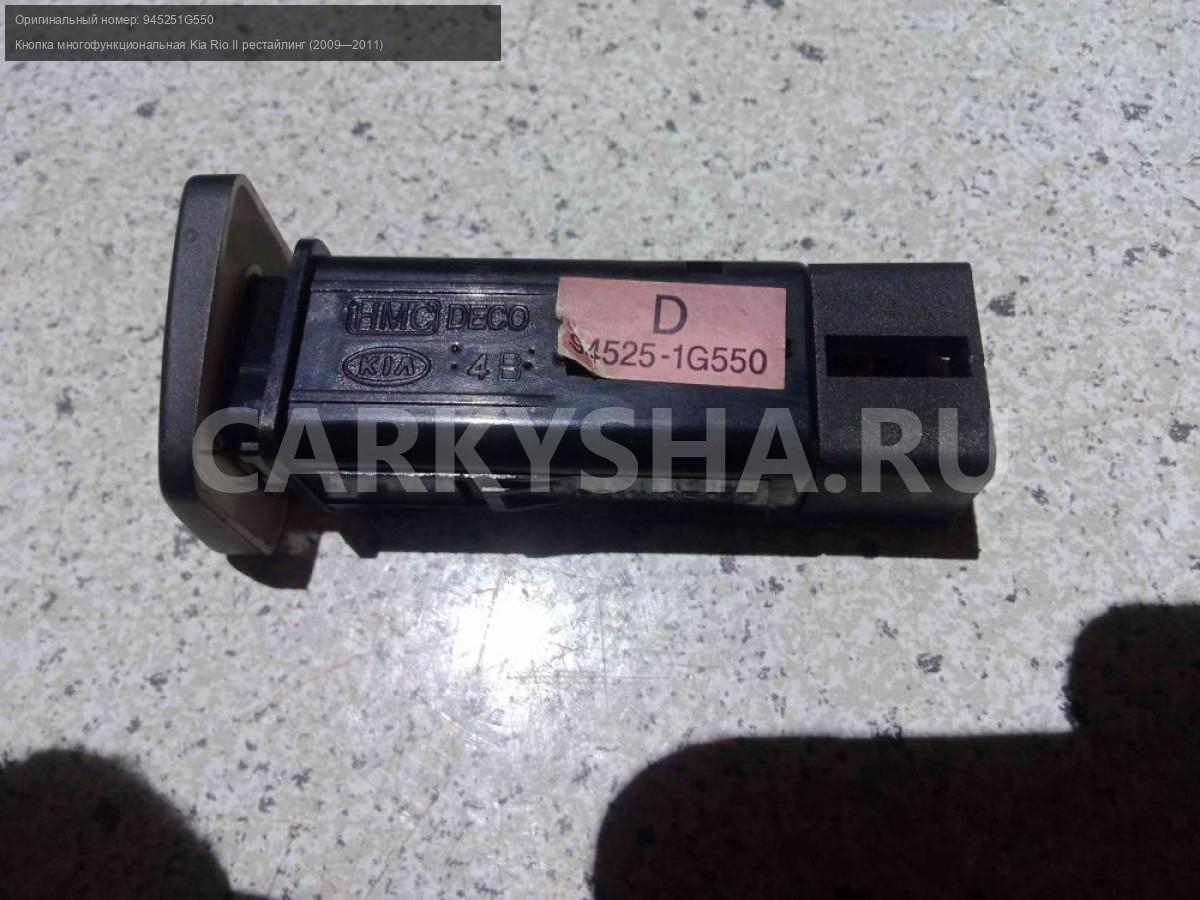 Оригинальный номер: 945251G550
Кнопка многофункциональная Kia Rio II рестайлинг (2009—2011)
HMC DECO
KIA 4B
D
94525-1G550
CARKYSHA.RU